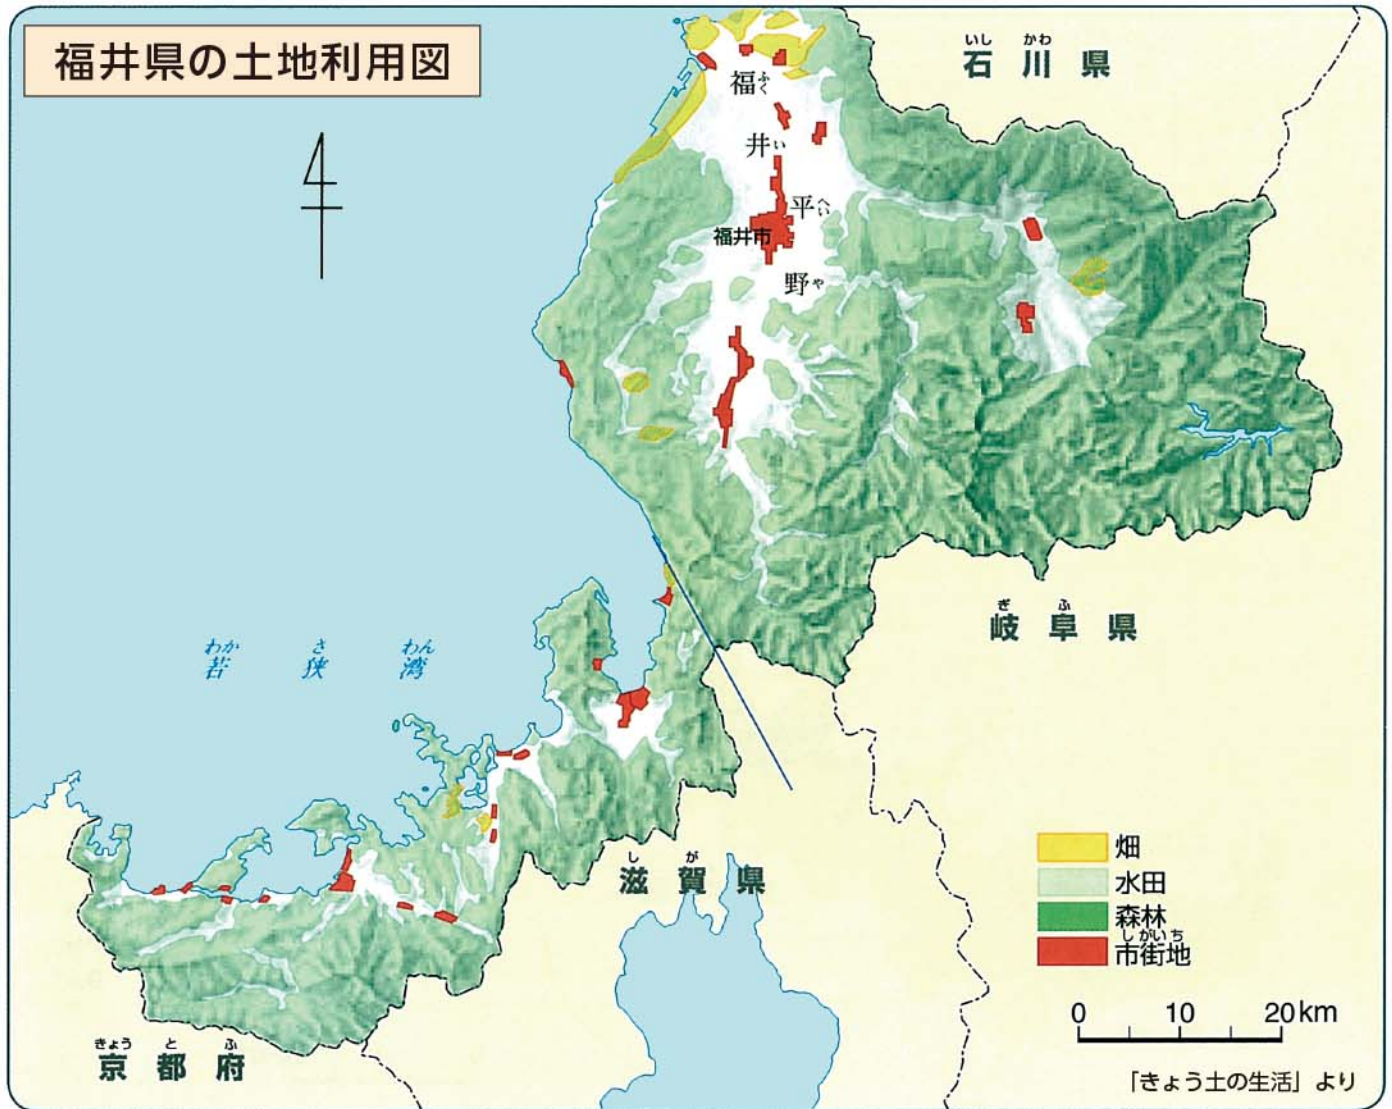 福井県の土地利用図
いし かわ
石川県
福ふく
井い
平へい
福井市
野や
ぎ ふ
岐阜県
わか さ わん
若狭湾
し が
滋賀県
畑
水田
森林
しがいち
市街地
0 10 20km
きょう と ふ
京都府
「きょう土の生活」より